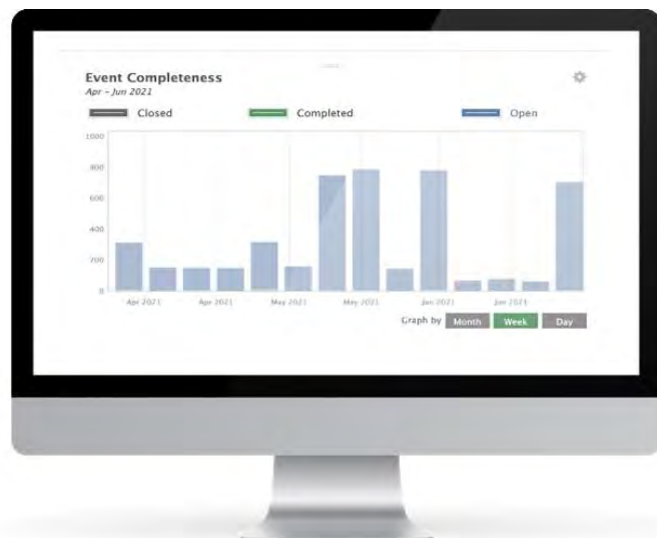 Event Completeness
Apr – Jun 2021
Closed Completed Open
1000
800
600
400
200
0
Apr 2021 Apr 2021 May 2021 May 2021 Jun 2021 Jun 2021
Graph by Month Week Day